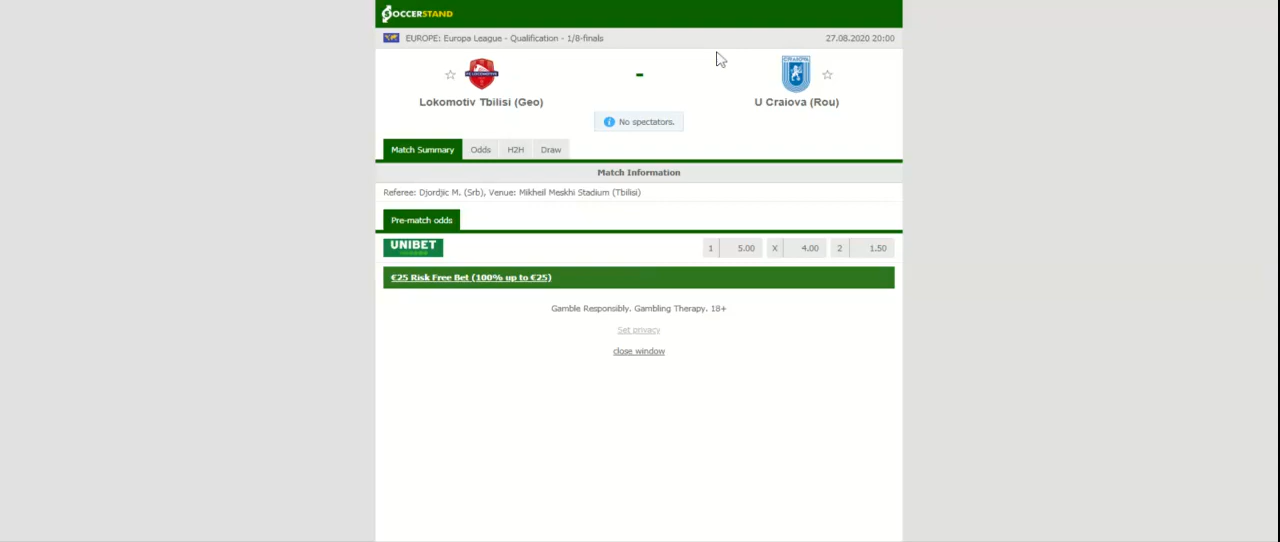 SOCCERSTAND
EUROPE: Europa League - Qualification - 1/8-finals 27.08.2020 20:00
Lokomotiv Tbilisi (Geo) - U Craiova (Rou)
No spectators.
Match Summary Odds H2H Draw
Match Information
Referee: Djordjic M. (Srb), Venue: Mikheil Meskhi Stadium (Tbilisi)
Pre-match odds
UNIBET 1 5.00 X 4.00 2 1.50
€25 Risk Free Bet (100% up to €25)
Gamble Responsibly. Gambling Therapy. 18+
Set privacy
close window